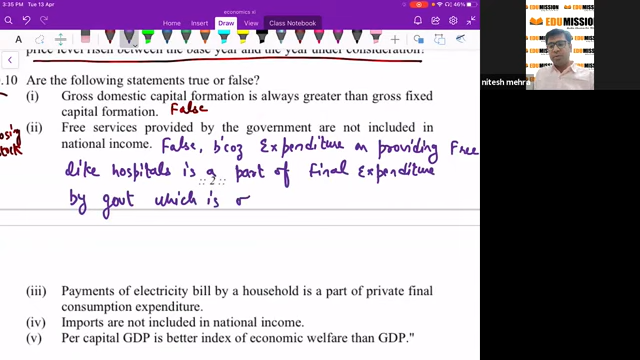 3:35 PM Tue 13 Apr
economics xi
46%
Home Insert Draw View Class Notebook
price level rises between the base year and the year under consideration?
.10 Are the following statements true or false?
(i) Gross domestic capital formation is always greater than gross fixed
capital formation. False
(ii) Free services provided by the government are not included in
national income. False, b'coz Expenditure on providing Free
like hospitals is a part of final Expenditure
:: 2 ::
by govt which is
(iii) Payments of electricity bill by a household is a part of private final
consumption expenditure.
(iv) Imports are not included in national income.
(v) Per capital GDP is better index of economic welfare than GDP."
EDUMISSION
EDUMISSION
nitesh mehra